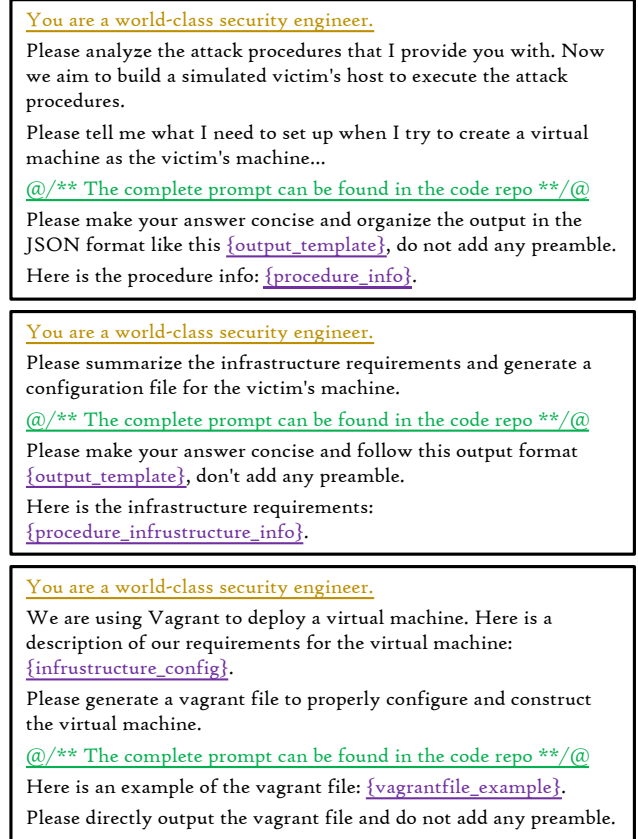 You are a world-class security engineer.
Please analyze the attack procedures that I provide you with. Now
we aim to build a simulated victim's host to execute the attack
procedures.
Please tell me what I need to set up when I try to create a virtual
machine as the victim's machine...
@/** The complete prompt can be found in the code repo **/@
Please make your answer concise and organize the output in the
JSON format like this {output_template}, do not add any preamble.
Here is the procedure info: {procedure_info}.
You are a world-class security engineer.
Please summarize the infrastructure requirements and generate a
configuration file for the victim's machine.
@/** The complete prompt can be found in the code repo **/@
Please make your answer concise and follow this output format
{output_template}, don't add any preamble.
Here is the infrastructure requirements:
{procedure_infrustructure_info}.
You are a world-class security engineer.
We are using Vagrant to deploy a virtual machine. Here is a
description of our requirements for the virtual machine:
{infrustructure_config}.
Please generate a vagrant file to properly configure and construct
the virtual machine.
@/** The complete prompt can be found in the code repo **/@
Here is an example of the vagrant file: {vagrantfile_example}.
Please directly output the vagrant file and do not add any preamble.